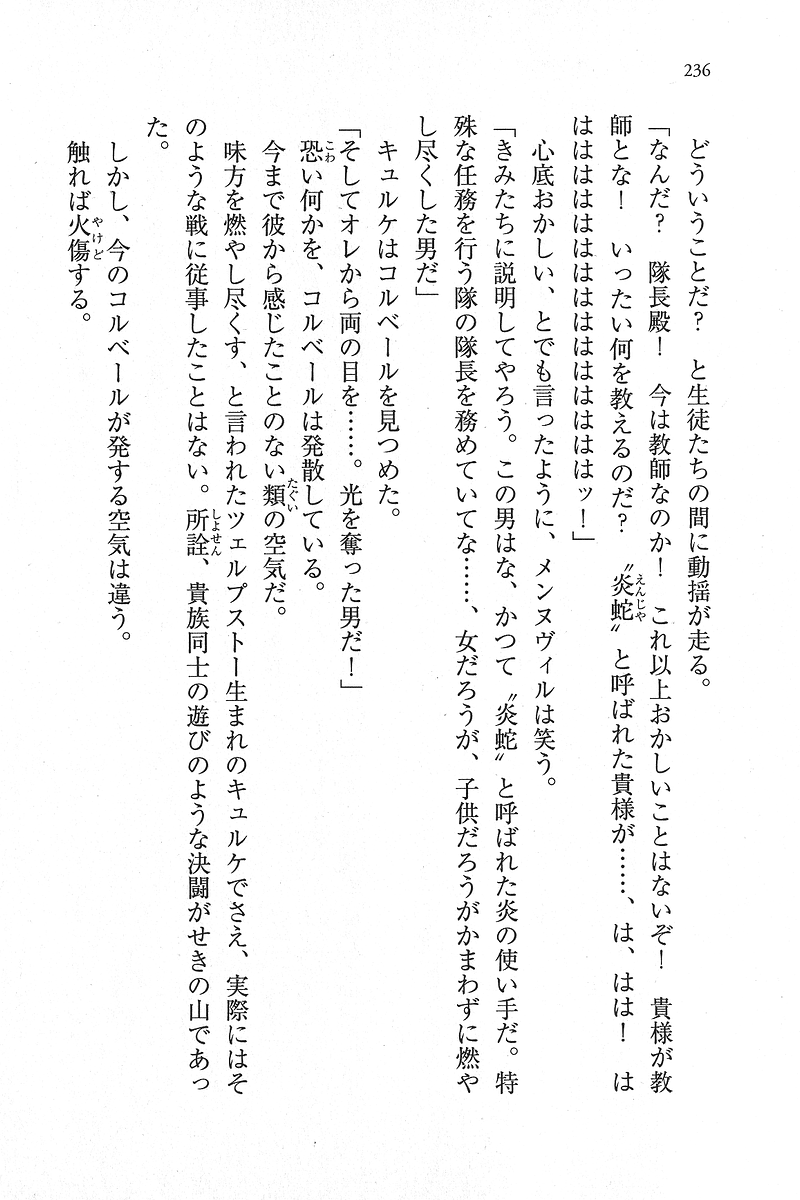 236
どういうことだ?　と生徒たちの間に動揺が走る。
「なんだ?　隊長殿!　今は教師なのか!　これ以上おかしいことはないぞ!　貴様が教
師とな!　いったい何を教えるのだ?　〝炎蛇〟と呼ばれた貴様が……、は、はは!　は
ははははははははははははははッ!」
心底おかしい、とでも言ったように、メンヌヴィルは笑う。
「きみたちに説明してやろう。この男はな、かつて〝炎蛇〟と呼ばれた炎の使い手だ。特
殊な任務を行う隊の隊長を務めていてな……、女だろうが、子供だろうがかまわずに燃や
し尽くした男だ」
キュルケはコルベールを見つめた。
「そしてオレから両の目を……。光を奪った男だ!」
恐い何かを、コルベールは発散している。
今まで彼から感じたことのない類の空気だ。
味方を燃やし尽くす、と言われたツェルプストー生まれのキュルケでさえ、実際にはそ
のような戦に従事したことはない。所詮、貴族同士の遊びのような決闘がせきの山であっ
た。
しかし、今のコルベールが発する空気は違う。
触れば火傷する。